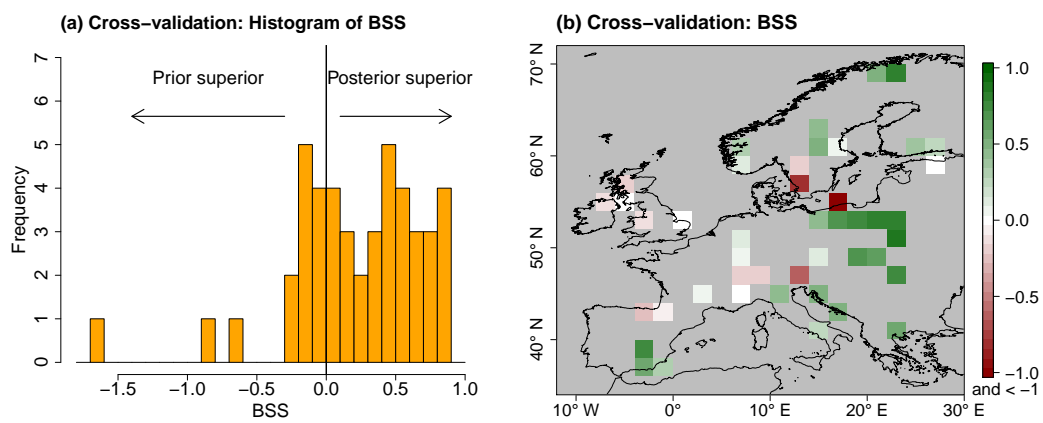 (a) Cross−validation: Histogram of BSS
Prior superior
Posterior superior
Frequency
0
1
2
3
4
5
6
7
−1.5
−1.0
−0.5
0.0
0.5
1.0
BSS
(b) Cross−validation: BSS
70° N
60° N
50° N
40° N
10° W
0°
10° E
20° E
30° E
1.0
0.5
0.0
−0.5
−1.0
and < −1